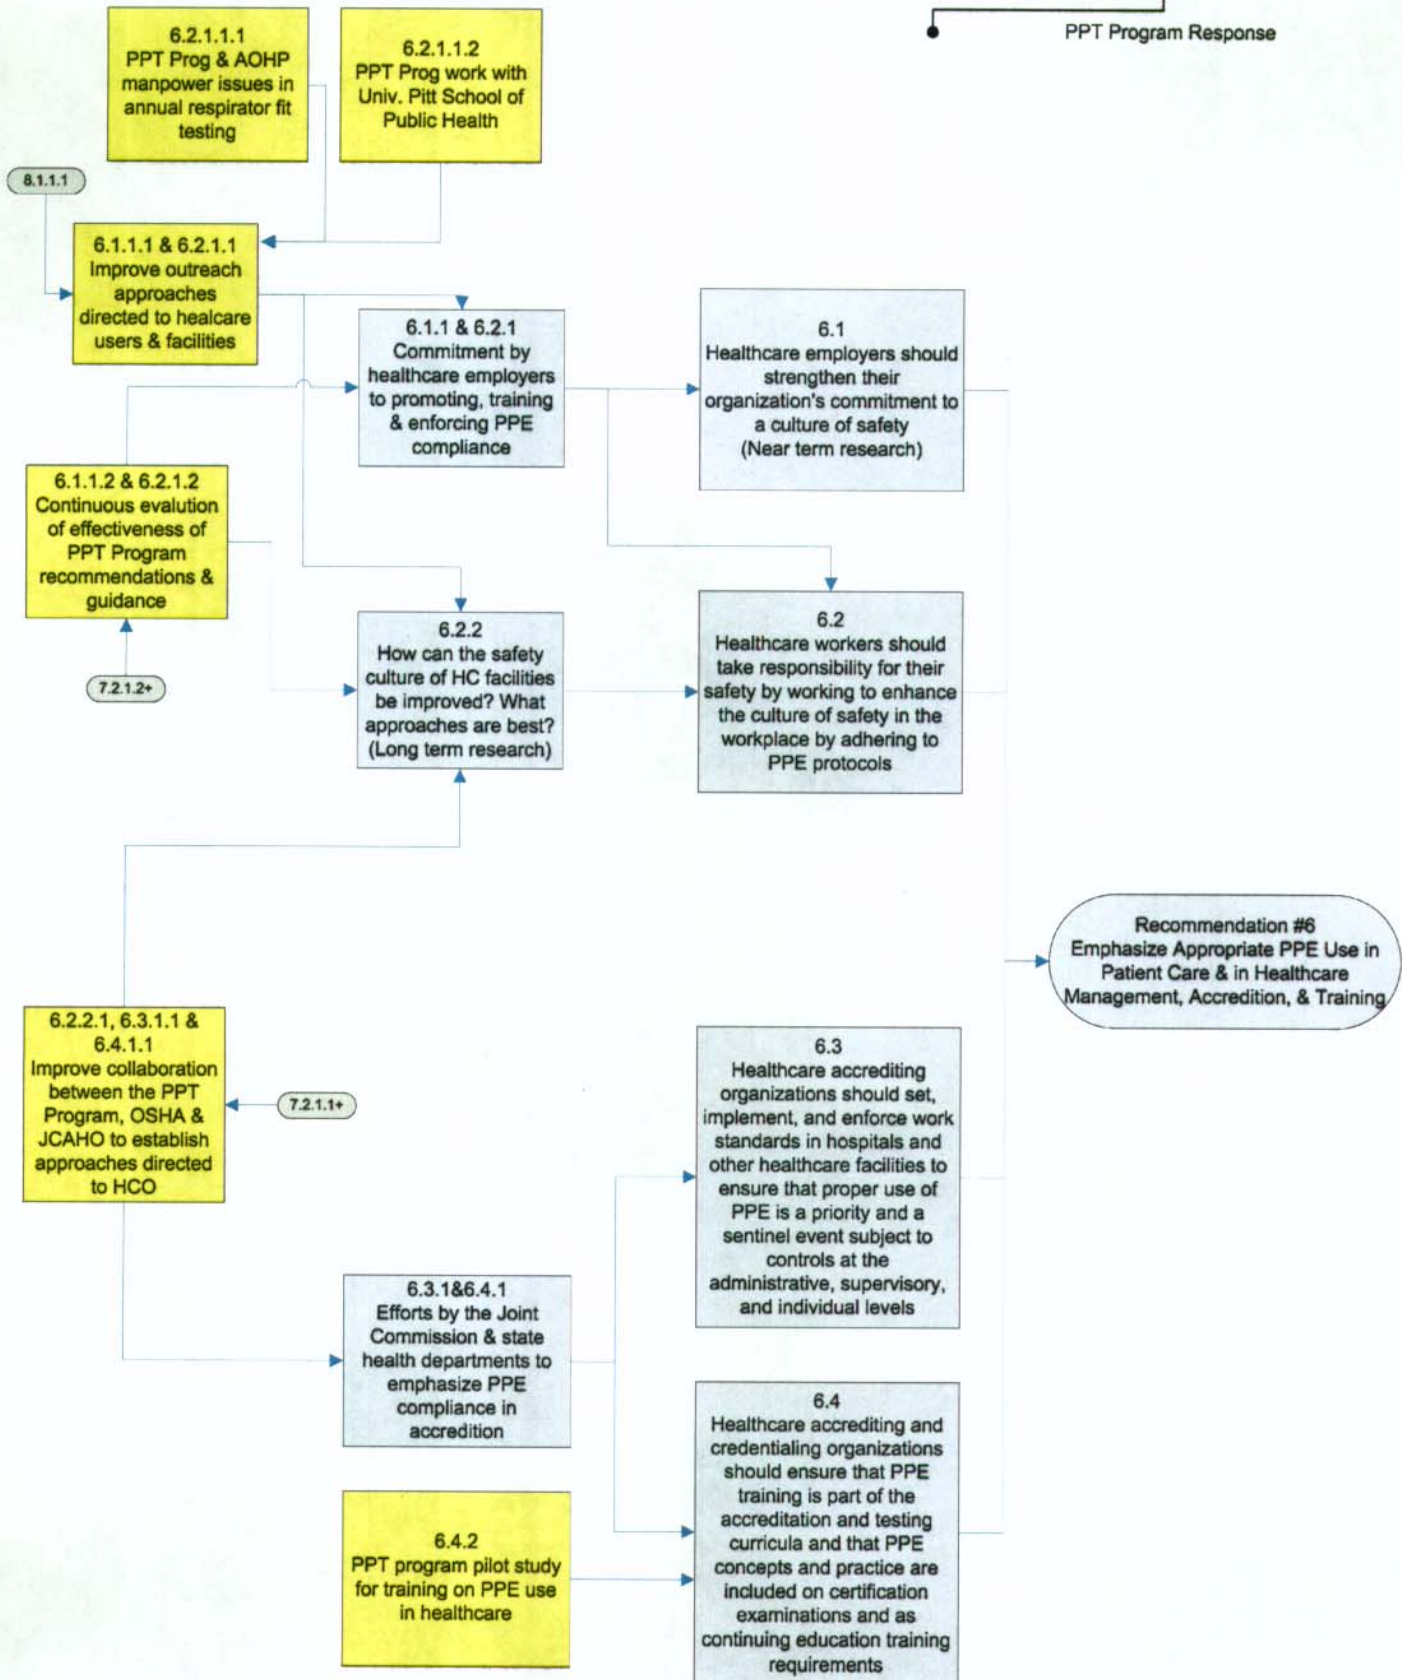 PPT Program Response
6.2.1.1.1
PPT Prog & AOHP
manpower issues in
annual respirator fit
testing
6.2.1.1.2
PPT Prog work with
Univ. Pitt School of
Public Health
8.1.1.1
6.1.1.1 & 6.2.1.1
Improve outreach
approaches
directed to healcare
users & facilities
6.1.1 & 6.2.1
Commitment by
healthcare employers
to promoting, training
& enforcing PPE
compliance
6.1
Healthcare employers should
strengthen their
organization's commitment to
a culture of safety
(Near term research)
6.1.1.2 & 6.2.1.2
Continuous evalution
of effectiveness of
PPT Program
recommendations &
guidance
7.2.1.2+
6.2.2
How can the safety
culture of HC facilities
be improved? What
approaches are best?
(Long term research)
6.2
Healthcare workers should
take responsibility for their
safety by working to enhance
the culture of safety in the
workplace by adhering to
PPE protocols
Recommendation #6
Emphasize Appropriate PPE Use in
Patient Care & in Healthcare
Management, Accredition, & Training
6.2.2.1, 6.3.1.1 &
6.4.1.1
Improve collaboration
between the PPT
Program, OSHA &
JCAHO to establish
approaches directed
to HCO
7.2.1.1+
6.3
Healthcare accrediting
organizations should set,
implement, and enforce work
standards in hospitals and
other healthcare facilities to
ensure that proper use of
PPE is a priority and a
sentinel event subject to
controls at the
administrative, supervisory,
and individual levels
6.3.1&6.4.1
Efforts by the Joint
Commission & state
health departments to
emphasize PPE
compliance in
accredition
6.4
Healthcare accrediting and
credentialing organizations
should ensure that PPE
training is part of the
accreditation and testing
curricula and that PPE
concepts and practice are
included on certification
examinations and as
continuing education training
requirements
6.4.2
PPT program pilot study
for training on PPE use
in healthcare